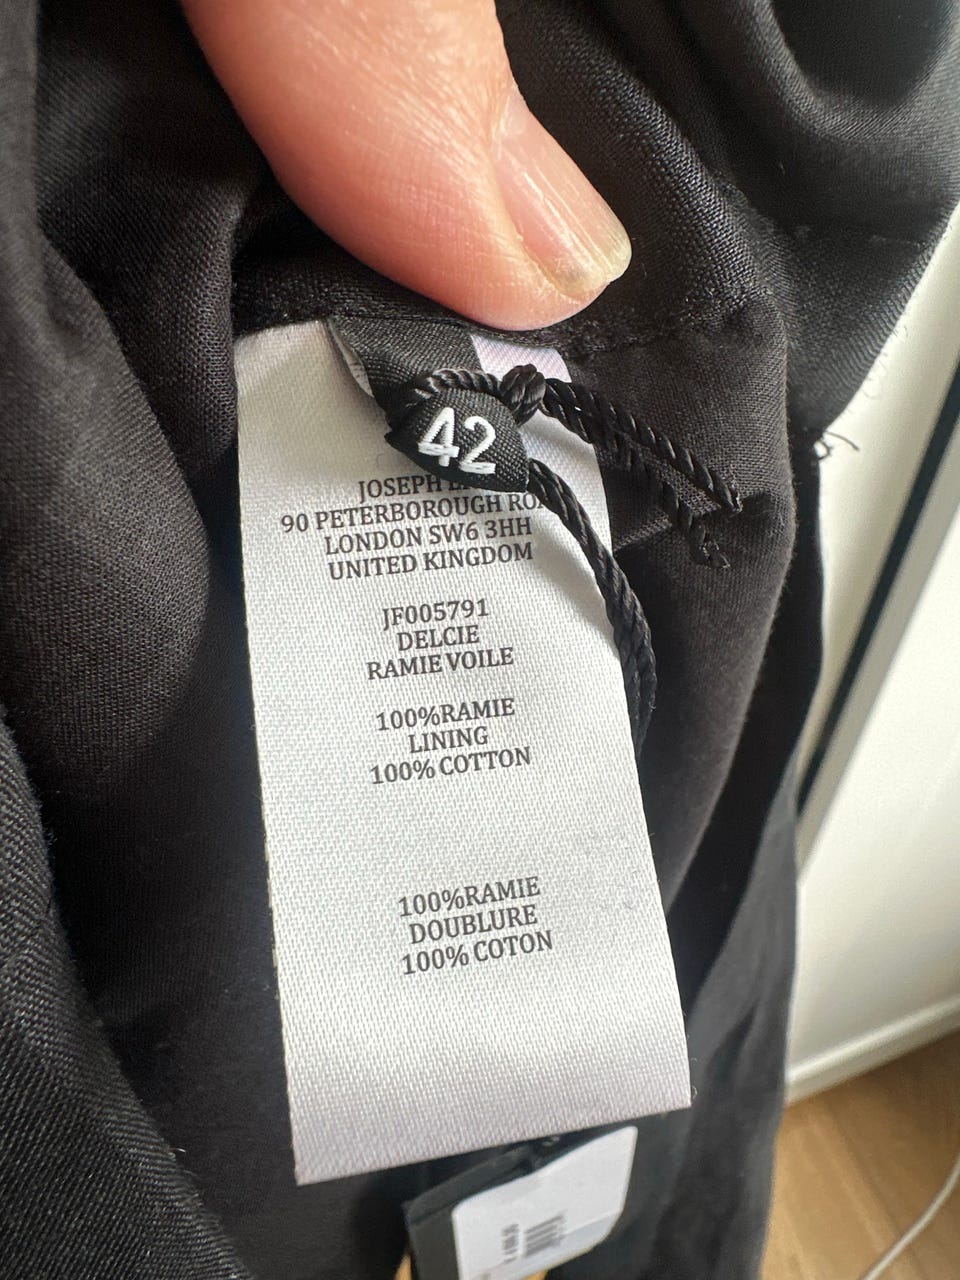 42
JOSEPH
90 PETERBOROUGH
LONDON SW6 3HH
UNITED KINGDOM
JF005791
DELCIE
RAMIE VOILE
100%RAMIE
LINING
100% COTTON
100%RAMIE
DOUBLURE
100% COTON